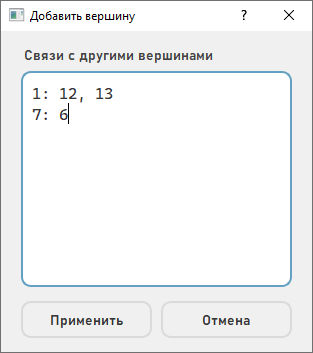 Добавить вершину
?
Связи с другими вершинами
1: 12, 13
7: 6
Применить
Отмена